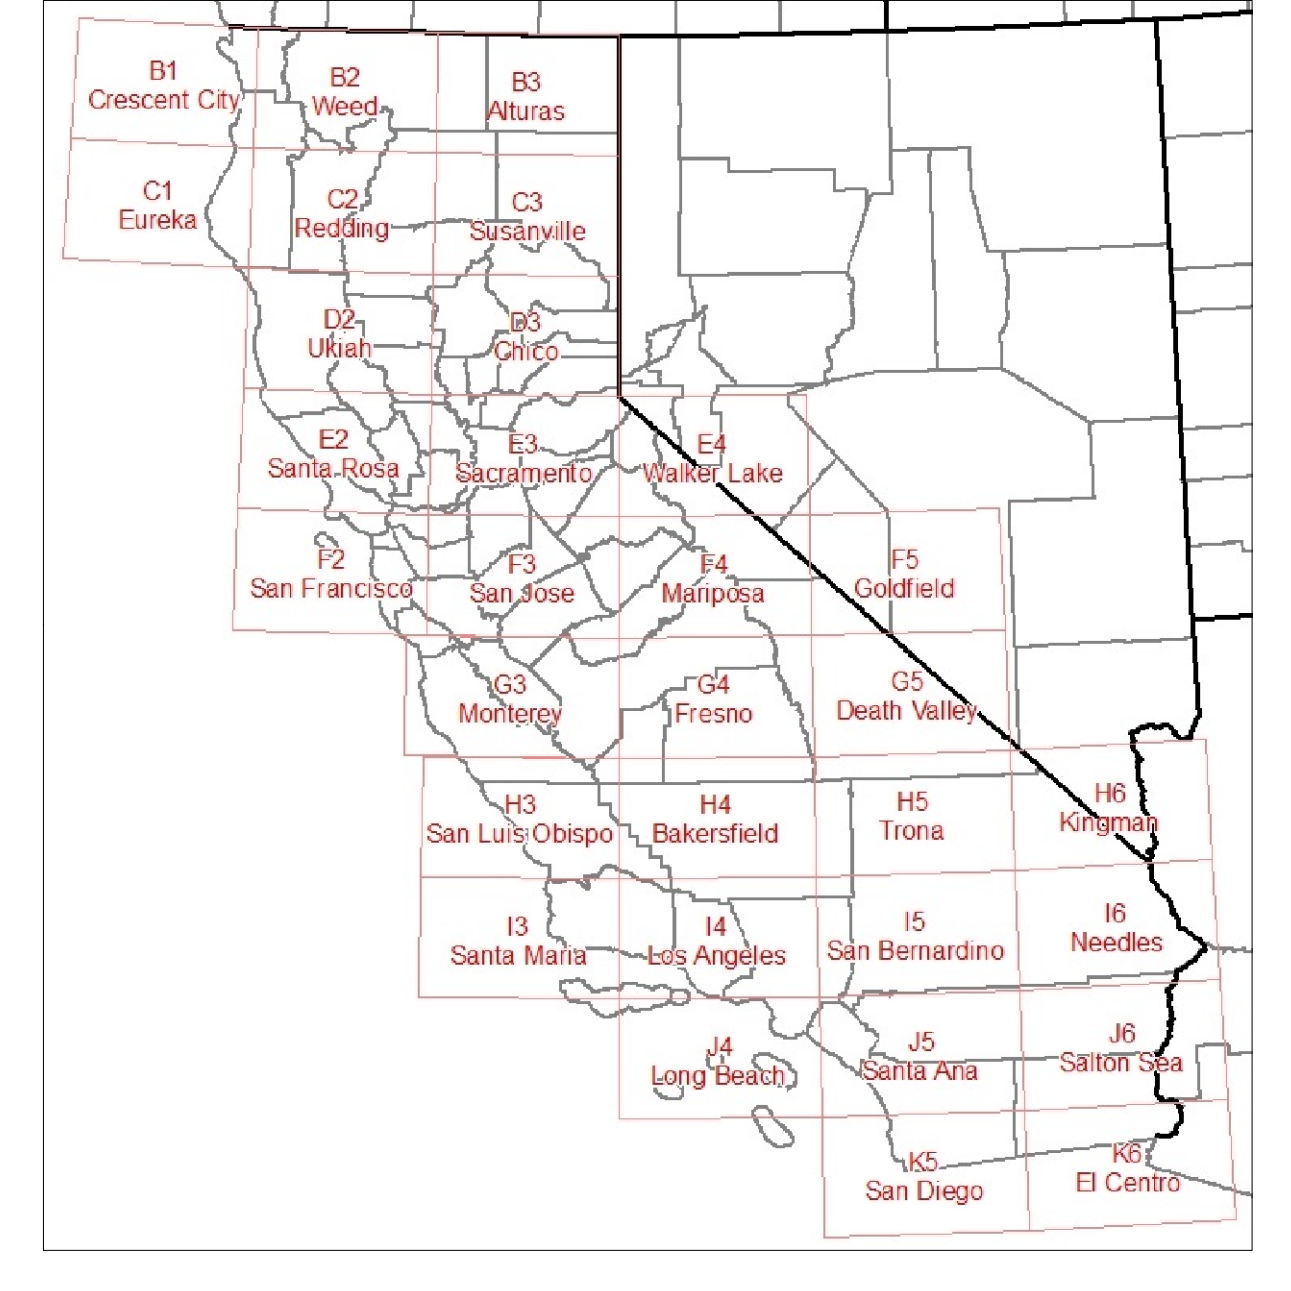 B1
Crescent City
B2
Weed
B3
Alturas
C1
Eureka
C2
Redding
C3
Susanville
D2
Ukiah
D3
Chico
E2
Santa Rosa
E3
Sacramento
E4
Walker Lake
F2
San Francisco
F3
San Jose
F4
Mariposa
F5
Goldfield
G3
Monterey
G4
Fresno
G5
Death Valley
H3
San Luis Obispo
H4
Bakersfield
H5
Trona
H6
Kingman
I3
Santa Maria
I4
Los Angeles
I5
San Bernardino
I6
Needles
J4
Long Beach
J5
Santa Ana
J6
Salton Sea
K5
San Diego
K6
El Centro